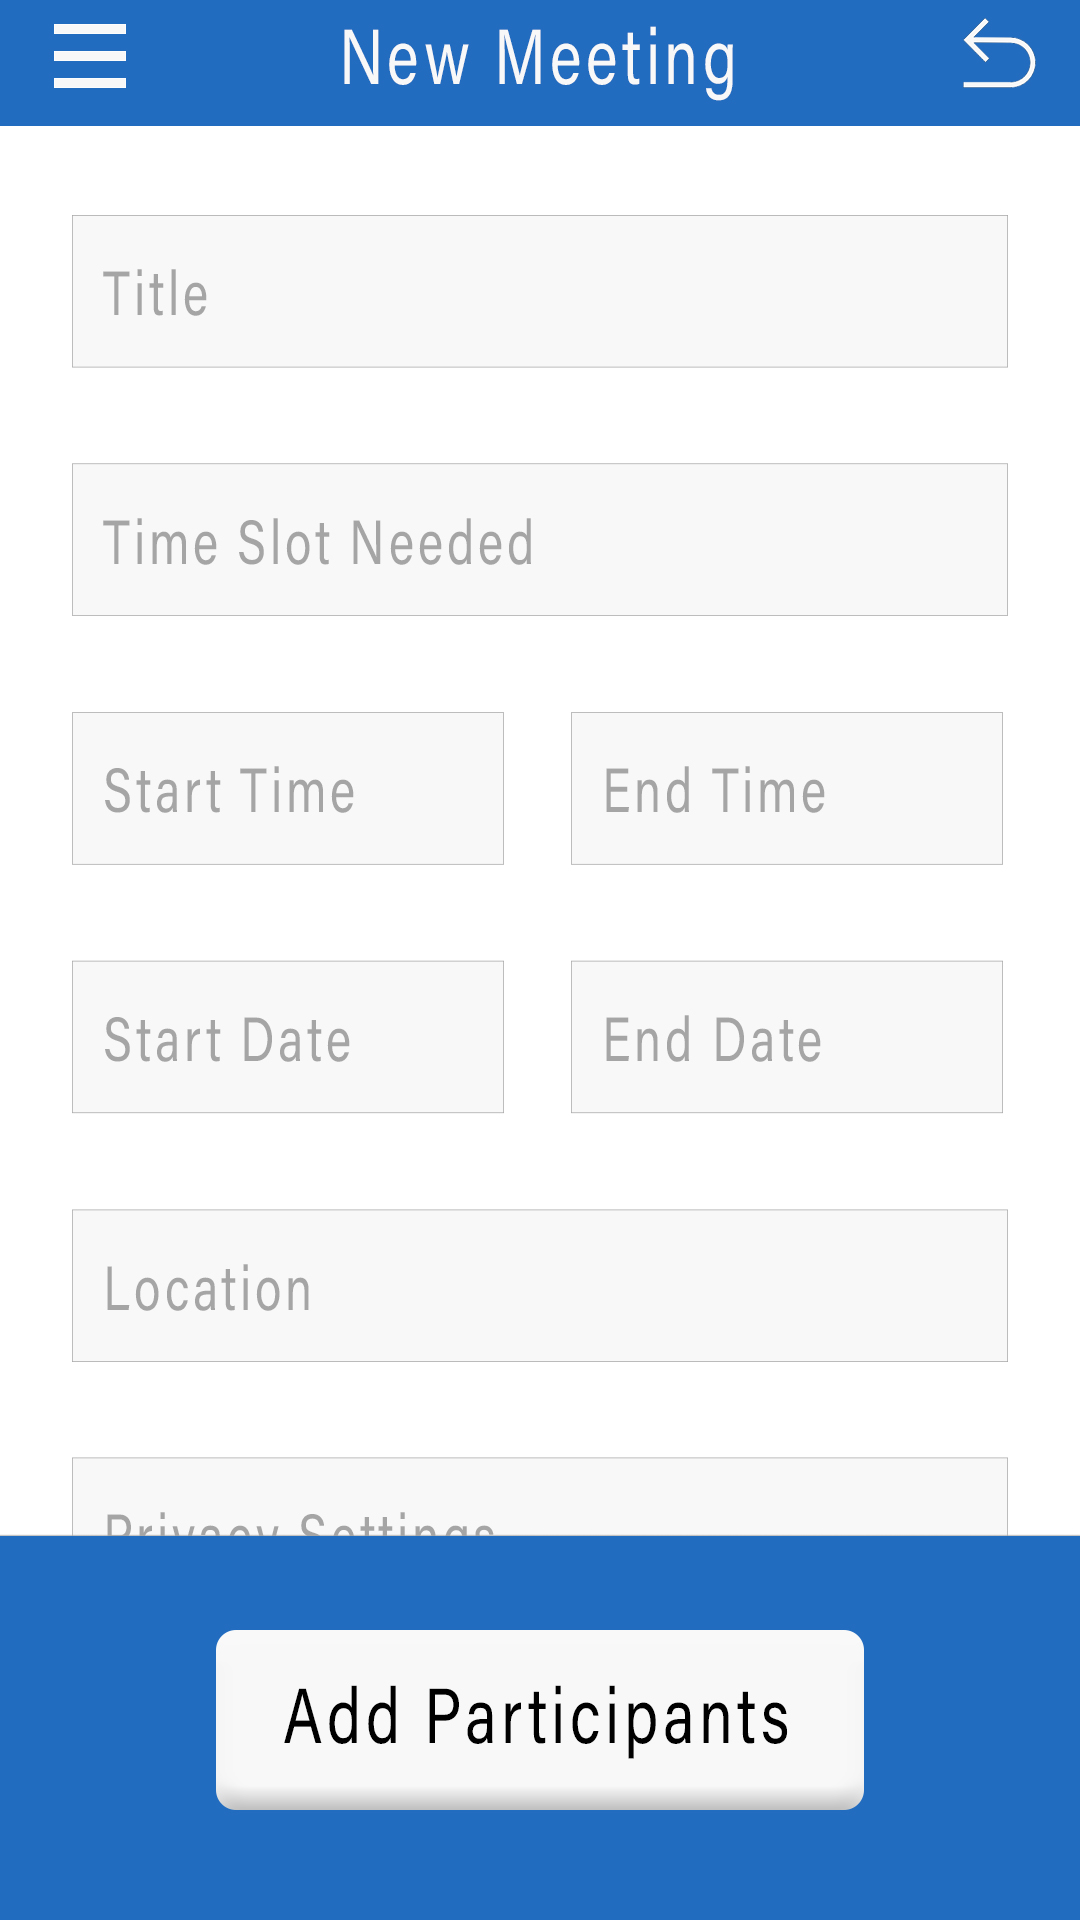 New Meeting
Title
Time Slot Needed
Start Time
End Time
Start Date
End Date
Location
Privacy Settings
Add Participants